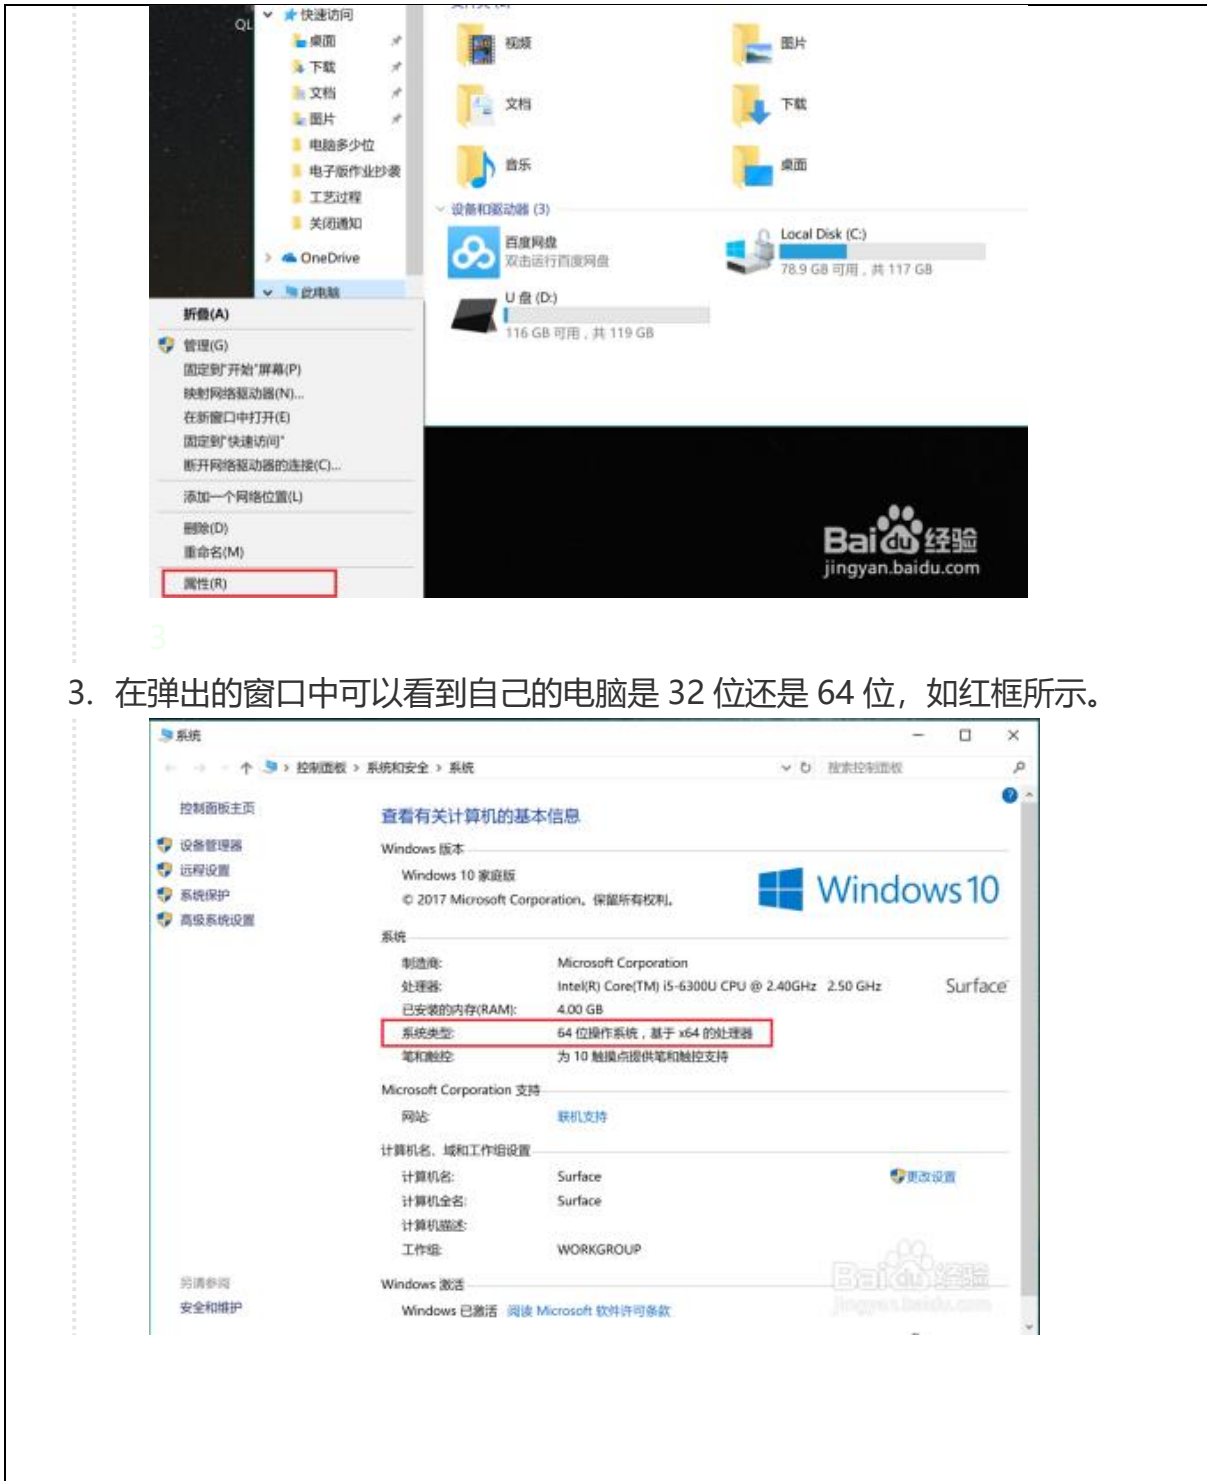 QL
快速访问
桌面
下载
文档
图片
电脑多少位
电子版作业抄袭
工艺过程
关闭通知
OneDrive
此电脑
视频
图片
文档
下载
音乐
桌面
设备和驱动器 (3)
百度网盘
双击运行百度网盘
Local Disk (C:)
78.9 GB 可用，共 117 GB
U 盘 (D:)
116 GB 可用，共 119 GB
折叠(A)
管理(G)
固定到"开始"屏幕(P)
映射网络驱动器(N)...
在新窗口中打开(E)
固定到"快速访问"
断开网络驱动器的连接(C)...
添加一个网络位置(L)
删除(D)
重命名(M)
属性(R)
Baidu经验
jingyan.baidu.com
3
3. 在弹出的窗口中可以看到自己的电脑是 32 位还是 64 位，如红框所示。
系统
控制面板 › 系统和安全 › 系统
搜索控制面板
控制面板主页
设备管理器
远程设置
系统保护
高级系统设置
查看有关计算机的基本信息
Windows 版本
Windows 10 家庭版
© 2017 Microsoft Corporation。保留所有权利。
Windows 10
系统
制造商: Microsoft Corporation
处理器: Intel(R) Core(TM) i5-6300U CPU @ 2.40GHz 2.50 GHz
Surface
已安装的内存(RAM): 4.00 GB
系统类型: 64 位操作系统，基于 x64 的处理器
笔和触控: 为 10 触摸点提供笔和触控支持
Microsoft Corporation 支持
网站: 联机支持
计算机名、域和工作组设置
计算机名: Surface
更改设置
计算机全名: Surface
计算机描述:
工作组: WORKGROUP
Windows 激活
Windows 已激活 阅读 Microsoft 软件许可条款
另请参阅
安全和维护
Baidu经验
jingyan.baidu.com